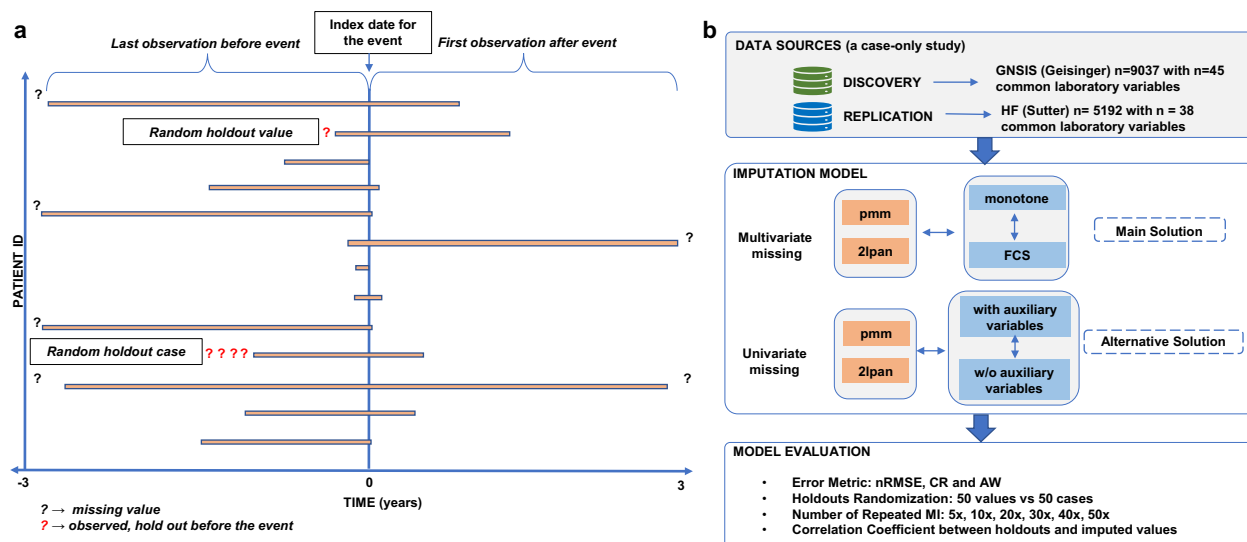 a
Index date for
the event
Last observation before event
First observation after event
?
Random holdout value
?
?
?
?
Random holdout case
? ? ? ?
?
?
PATIENT ID
-3
0
3
TIME (years)
? → missing value
? → observed, hold out before the event
b
DATA SOURCES (a case-only study)
DISCOVERY
GNSIS (Geisinger) n=9037 with n=45
common laboratory variables
REPLICATION
HF (Sutter) n= 5192 with n = 38
common laboratory variables
IMPUTATION MODEL
Multivariate
missing
pmm
2lpan
monotone
FCS
Main Solution
Univariate
missing
pmm
2lpan
with auxiliary
variables
w/o auxiliary
variables
Alternative Solution
MODEL EVALUATION
• Error Metric: nRMSE, CR and AW
• Holdouts Randomization: 50 values vs 50 cases
• Number of Repeated MI: 5x, 10x, 20x, 30x, 40x, 50x
• Correlation Coefficient between holdouts and imputed values